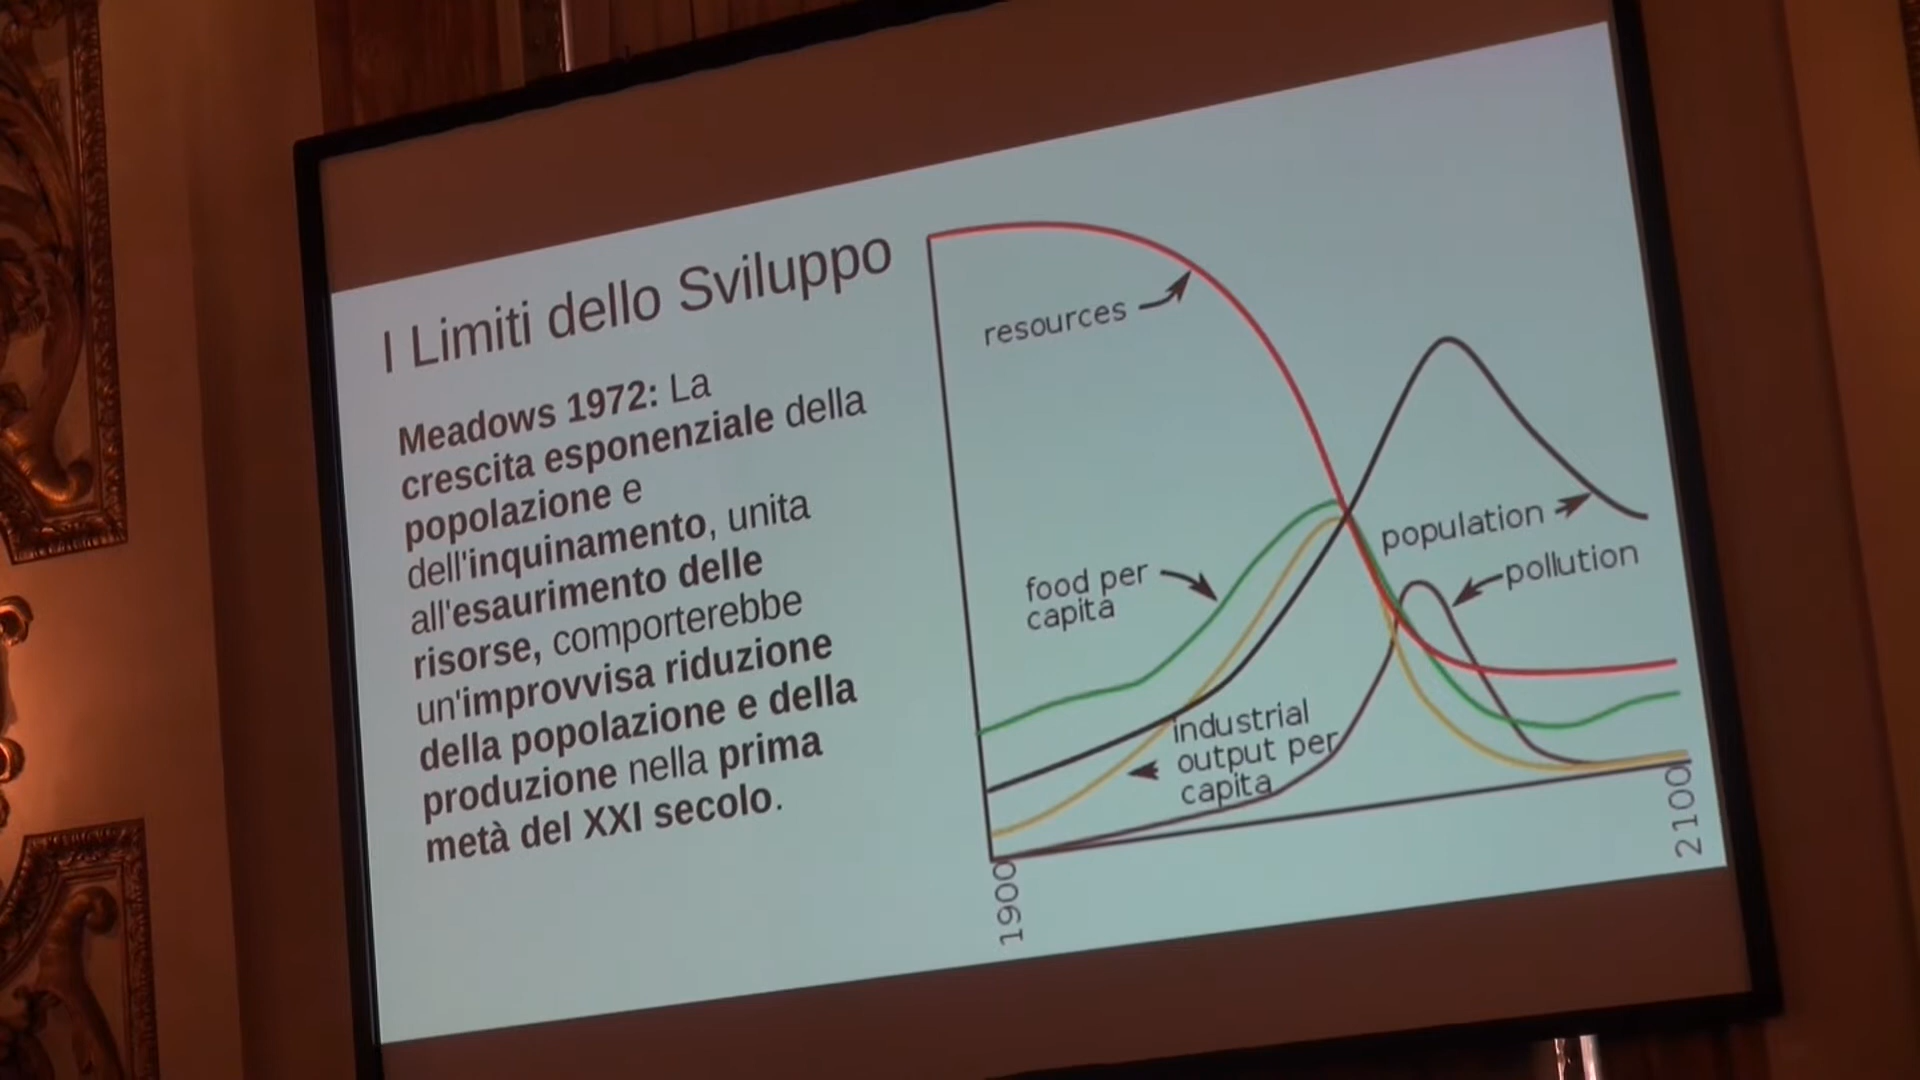 I Limiti dello Sviluppo
Meadows 1972: La
crescita esponenziale della
popolazione e
dell'inquinamento, unita
all'esaurimento delle
risorse, comporterebbe
un'improvvisa riduzione
della popolazione e della
produzione nella prima
metà del XXI secolo.
resources
population
pollution
food per
capita
industrial
output per
capita
1900
2100